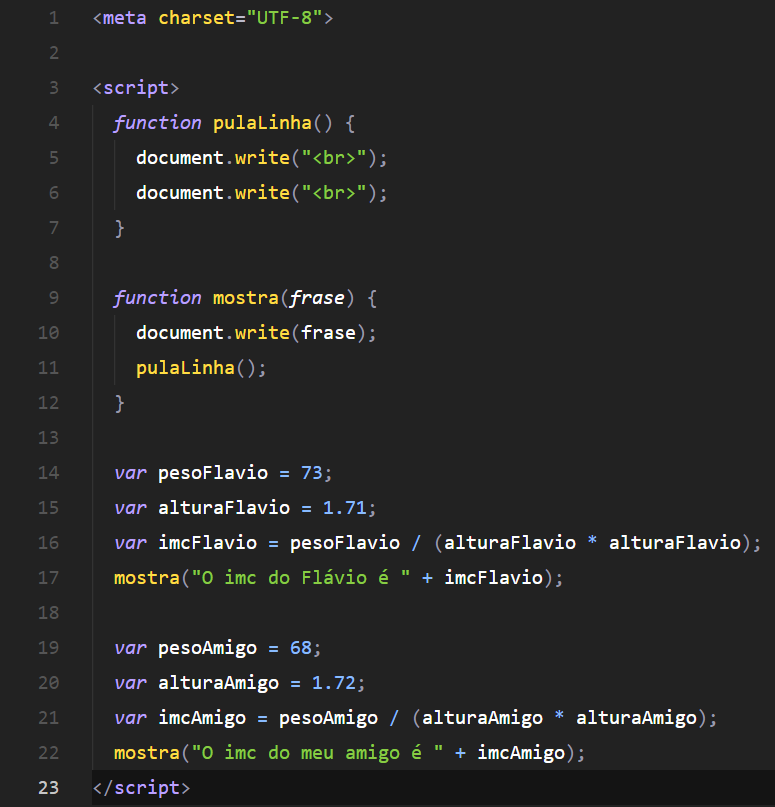 1 <meta charset="UTF-8">
2
3 <script>
4 function pulaLinha() {
5 document.write("<br>");
6 document.write("<br>");
7 }
8
9 function mostra(frase) {
10 document.write(frase);
11 pulaLinha();
12 }
13
14 var pesoFlavio = 73;
15 var alturaFlavio = 1.71;
16 var imcFlavio = pesoFlavio / (alturaFlavio * alturaFlavio);
17 mostra("O imc do Flávio é " + imcFlavio);
18
19 var pesoAmigo = 68;
20 var alturaAmigo = 1.72;
21 var imcAmigo = pesoAmigo / (alturaAmigo * alturaAmigo);
22 mostra("O imc do meu amigo é " + imcAmigo);
23 </script>